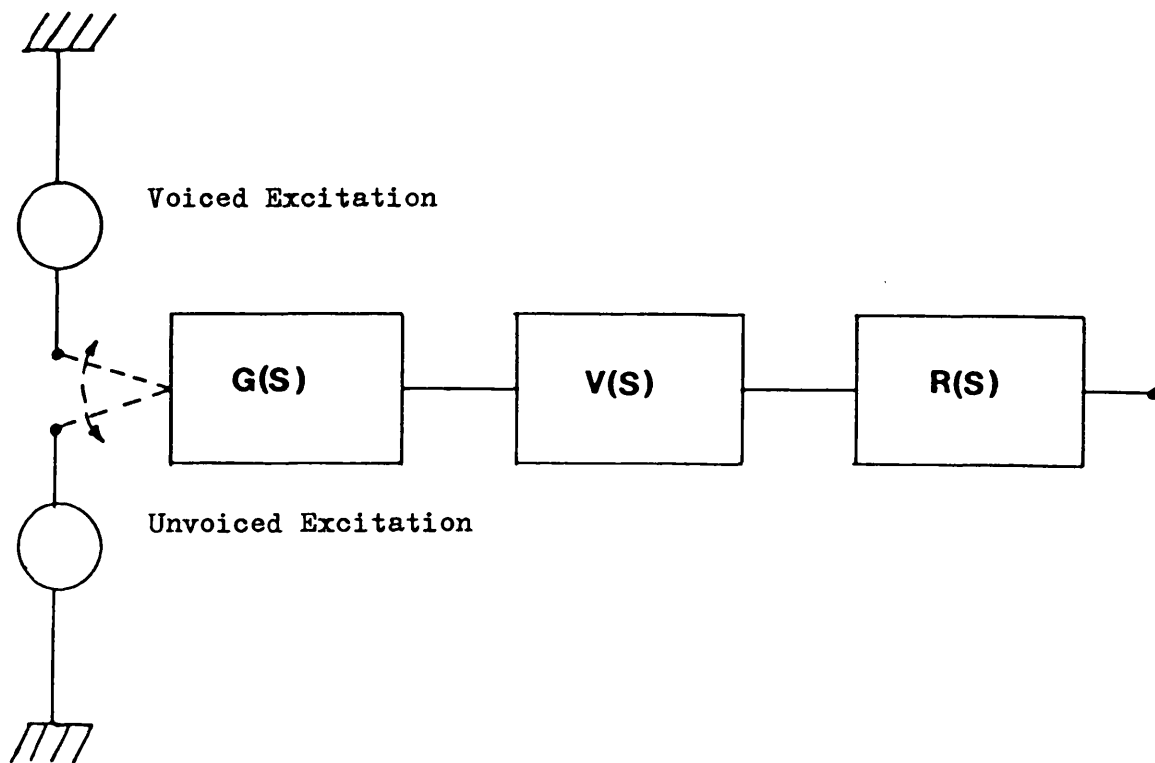 Voiced Excitation
G(S)
V(S)
R(S)
Unvoiced Excitation